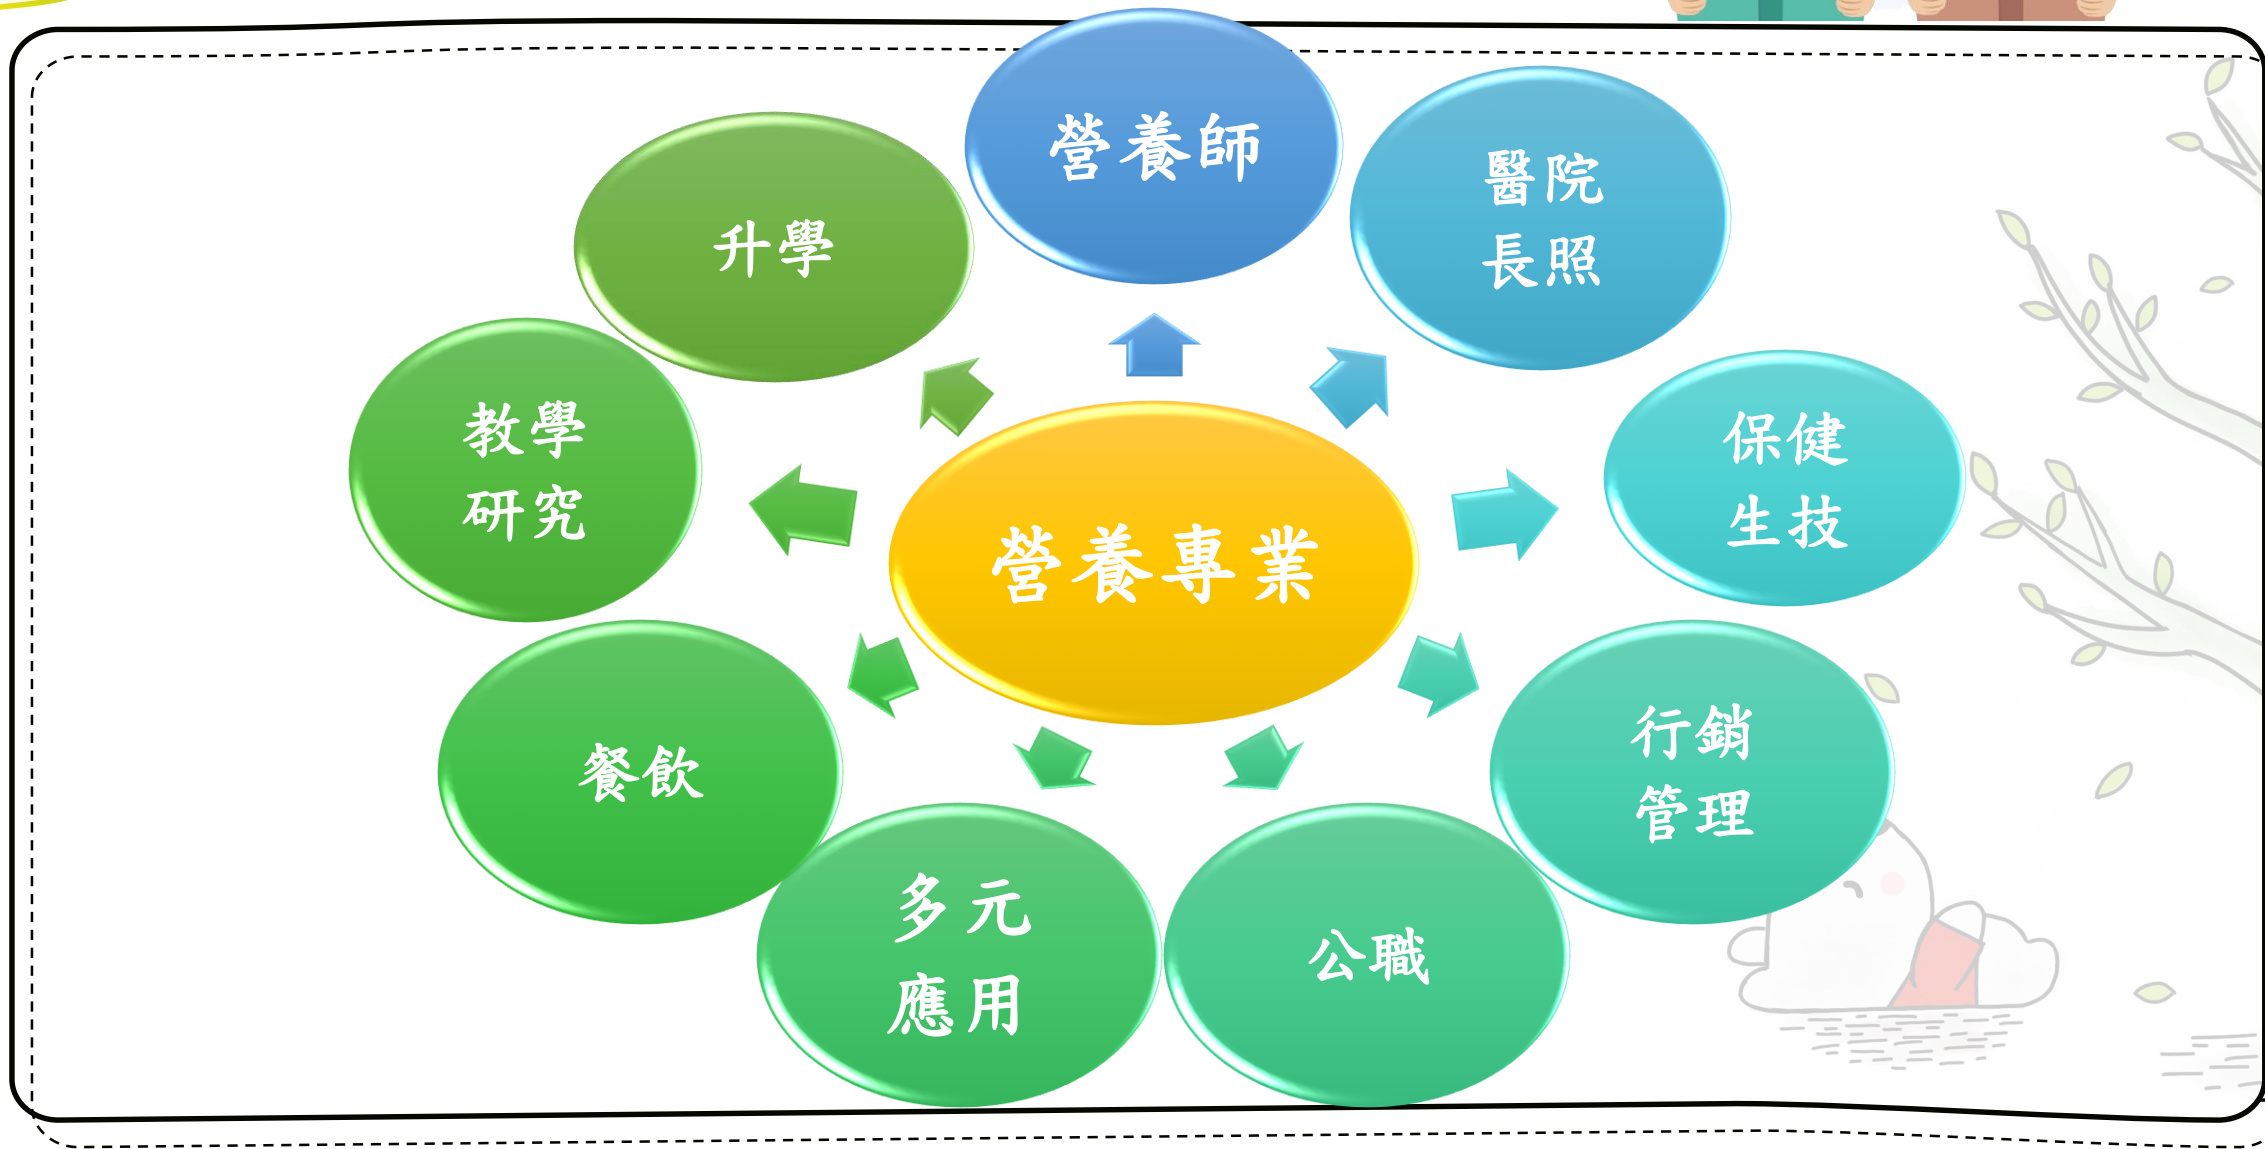 營養師
醫院
長照
保健
生技
行銷
管理
公職
多元
應用
餐飲
教學
研究
升學
營養專業